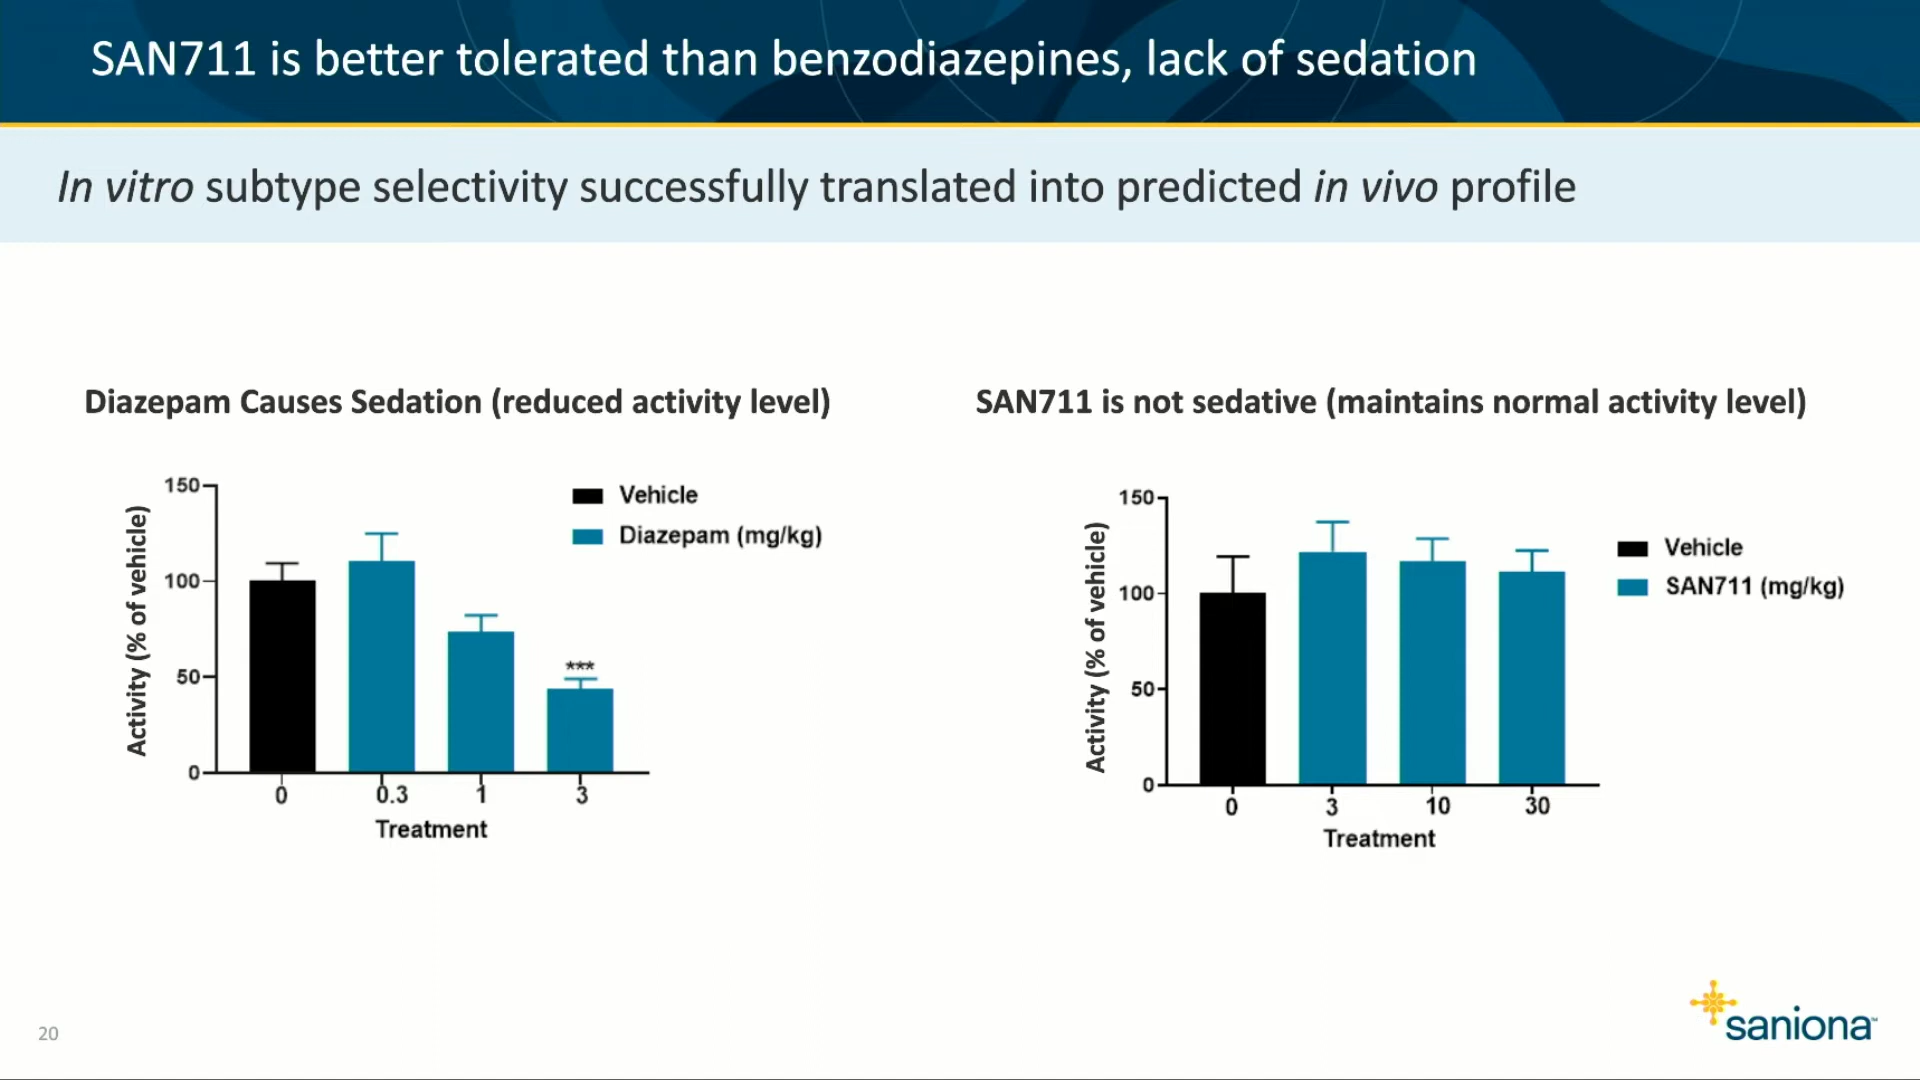 SAN711 is better tolerated than benzodiazepines, lack of sedation
In vitro subtype selectivity successfully translated into predicted in vivo profile
Diazepam Causes Sedation (reduced activity level)
Activity (% of vehicle)
150
100
50
0
***
0 0.3 1 3
Treatment
Vehicle
Diazepam (mg/kg)
SAN711 is not sedative (maintains normal activity level)
Activity (% of vehicle)
150
100
50
0
0 3 10 30
Treatment
Vehicle
SAN711 (mg/kg)
20
saniona™